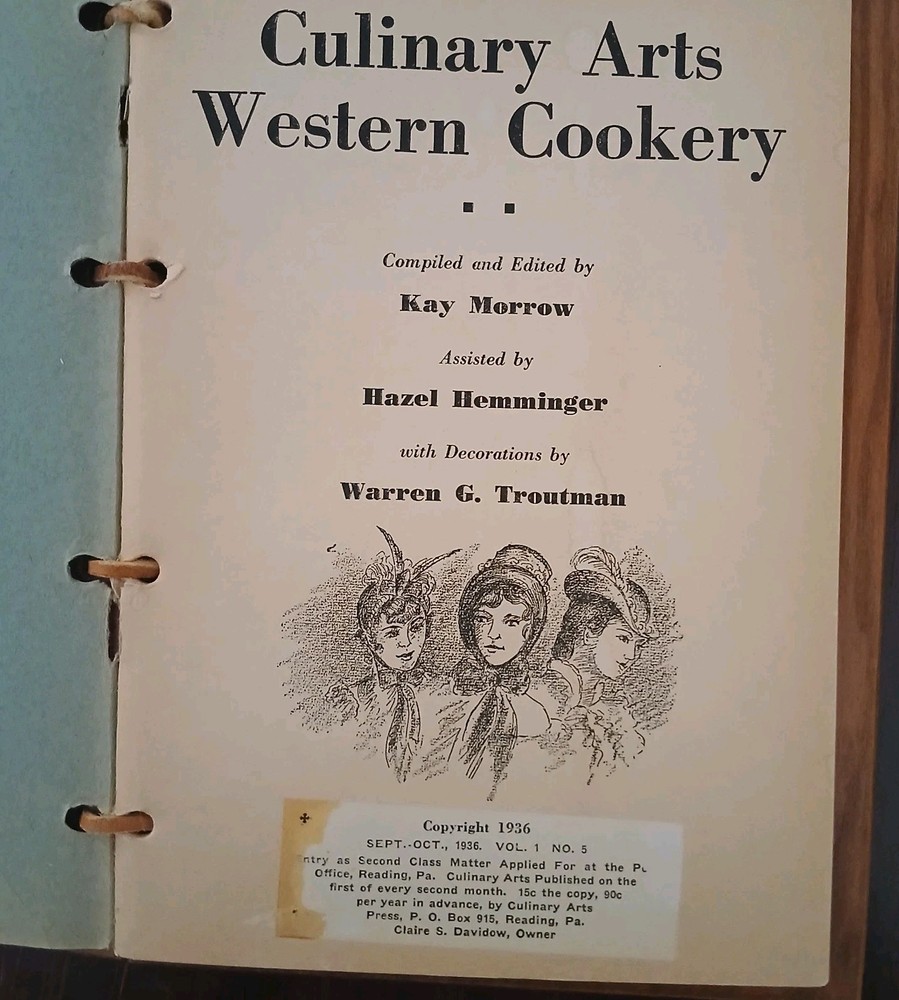 Culinary Arts
Western Cookery
Compiled and Edited by
Kay Morrow
Assisted by
Hazel Hemminger
with Decorations by
Warren G. Troutman
Copyright 1936
SEPT.-OCT., 1936. VOL. 1 NO. 5
ntry as Second Class Matter Applied For at the
Office, Reading, Pa. Culinary Arts Published on the
first of every second month. 15c the copy, 90c
per year in advance, by Culinary Arts
Press, P. O. Box 915, Reading, Pa.
Claire S. Davidow, Owner